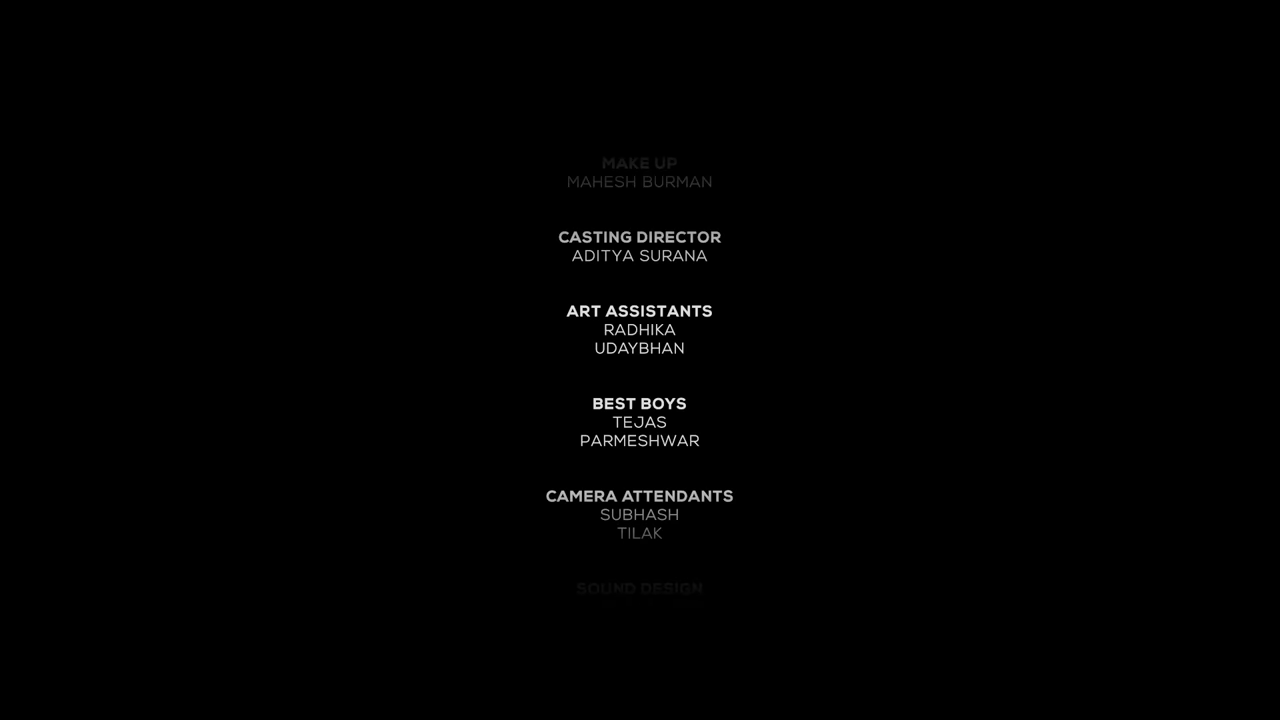 MAKE UP
MAHESH BURMAN
CASTING DIRECTOR
ADITYA SURANA
ART ASSISTANTS
RADHIKA
UDAYBHAN
BEST BOYS
TEJAS
PARMESHWAR
CAMERA ATTENDANTS
SUBHASH
TILAK
SOUND DESIGN